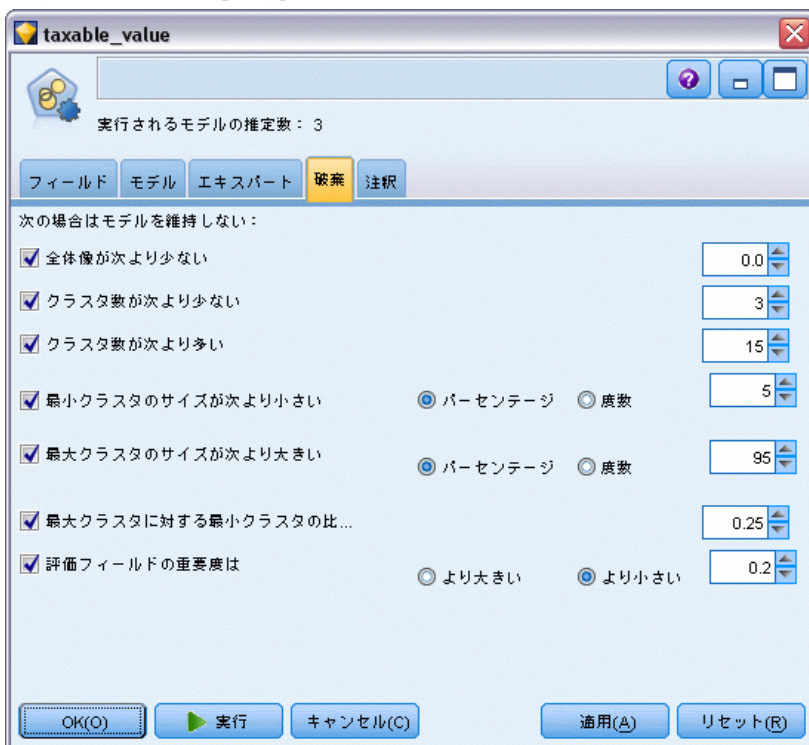 taxable_value
実行されるモデルの推定数： 3
フィールド モデル エキスパート 破棄 注釈
次の場合はモデルを維持しない：
全体像が次より少ない 0.0
クラスタ数が次より少ない 3
クラスタ数が次より多い 15
最小クラスタのサイズが次より小さい パーセンテージ 度数 5
最大クラスタのサイズが次より大きい パーセンテージ 度数 95
最大クラスタに対する最小クラスタの比... 0.25
評価フィールドの重要度は より大きい より小さい 0.2
OK(O) 実行 キャンセル(C) 適用(A) リセット(R)